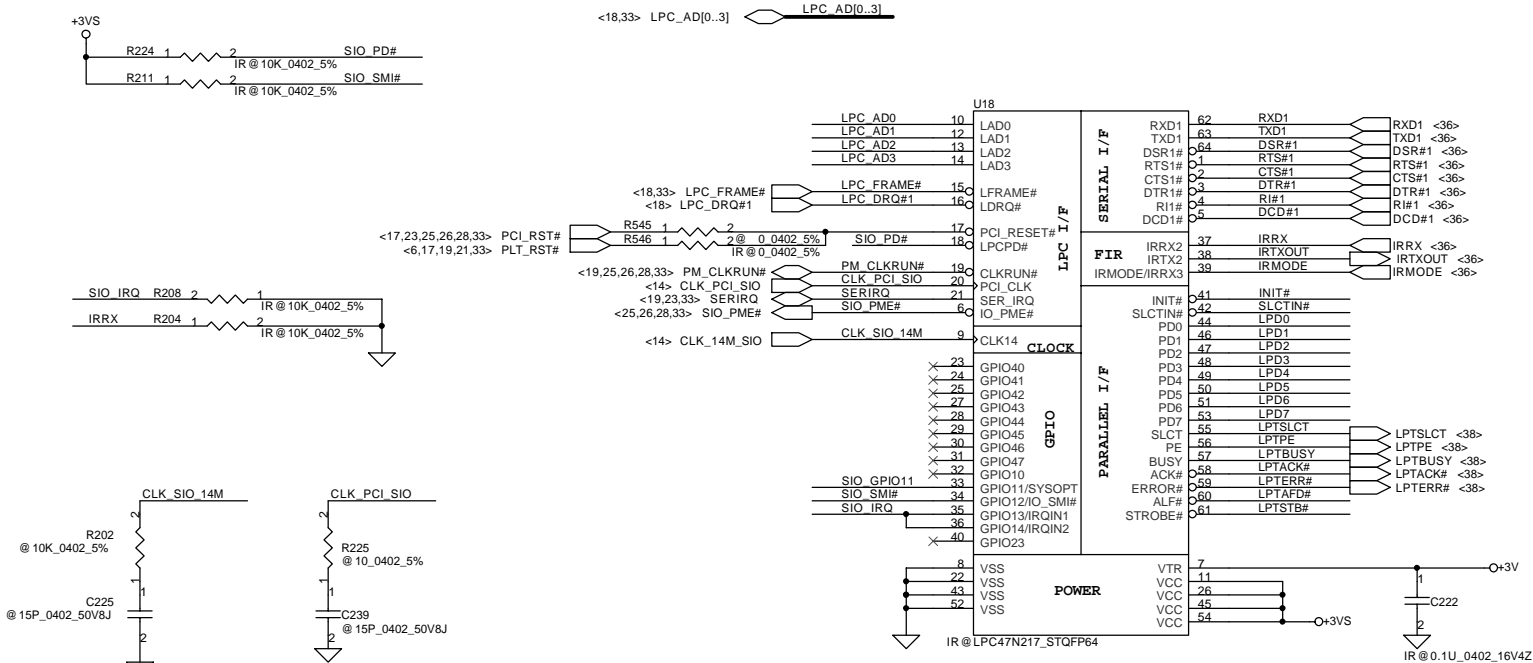 <18,33> LPC_AD[0..3] LPC_AD[0..3]
+3VS
R224 1 2 SIO_PD#
IR@10K_0402_5%
R211 1 2 SIO_SMI#
IR@10K_0402_5%
SIO_IRQ R208 2 1
IR@10K_0402_5%
IRRX R204 1 2
IR@10K_0402_5%
CLK_SIO_14M
2
R202
@10K_0402_5%
1
1
C225
@15P_0402_50V8J
2
CLK_PCI_SIO
2
R225
@10_0402_5%
1
1
C239
@15P_0402_50V8J
2
U18
LPC_AD0 10 LAD0
LPC_AD1 12 LAD1
LPC_AD2 13 LAD2
LPC_AD3 14 LAD3
<18,33> LPC_FRAME# LPC_FRAME# 15 LFRAME#
<18> LPC_DRQ#1 LPC_DRQ#1 16 LDRQ#
<17,23,25,26,28,33> PCI_RST# R545 1 2 17 PCI_RESET#
@ 0_0402_5%
<6,17,19,21,33> PLT_RST# R546 1 2 SIO_PD# 18 LPCPD#
IR@0_0402_5%
<19,25,26,28,33> PM_CLKRUN# PM_CLKRUN# 19 CLKRUN#
<14> CLK_PCI_SIO CLK_PCI_SIO 20 PCI_CLK
<19,23,33> SERIRQ SERIRQ 21 SER_IRQ
<25,26,28,33> SIO_PME# SIO_PME# 6 IO_PME#
LPC I/F
<14> CLK_14M_SIO CLK_SIO_14M 9 CLK14
CLOCK
23 GPIO40
24 GPIO41
25 GPIO42
27 GPIO43
28 GPIO44
29 GPIO45
30 GPIO46
31 GPIO47
32 GPIO10
SIO_GPIO11 33 GPIO11/SYSOPT
SIO_SMI# 34 GPIO12/IO_SMI#
SIO_IRQ 35 GPIO13/IRQIN1
36 GPIO14/IRQIN2
40 GPIO23
GPIO
8 VSS
22 VSS
43 VSS
52 VSS
POWER
SERIAL I/F
RXD1 62 RXD1 RXD1 <36>
TXD1 63 TXD1 TXD1 <36>
DSR1# 64 DSR#1 DSR#1 <36>
RTS1# 1 RTS#1 RTS#1 <36>
CTS1# 2 CTS#1 CTS#1 <36>
DTR1# 3 DTR#1 DTR#1 <36>
RI1# 4 RI#1 RI#1 <36>
DCD1# 5 DCD#1 DCD#1 <36>
FIR
IRRX2 37 IRRX IRRX <36>
IRTX2 38 IRTXOUT IRTXOUT <36>
IRMODE/IRRX3 39 IRMODE IRMODE <36>
PARALLEL I/F
INIT# 41 INIT#
SLCTIN# 42 SLCTIN#
PD0 44 LPD0
PD1 46 LPD1
PD2 47 LPD2
PD3 48 LPD3
PD4 49 LPD4
PD5 50 LPD5
PD6 51 LPD6
PD7 53 LPD7
SLCT 55 LPTSLCT LPTSLCT <38>
PE 56 LPTPE LPTPE <38>
BUSY 57 LPTBUSY LPTBUSY <38>
ACK# 58 LPTACK# LPTACK# <38>
ERROR# 59 LPTERR# LPTERR# <38>
ALF# 60 LPTAFD#
STROBE# 61 LPTSTB#
VTR 7 +3V
VCC 11
VCC 26
VCC 45
VCC 54 +3VS
IR@LPC47N217_STQFP64
1
C222
2
IR@0.1U_0402_16V4Z